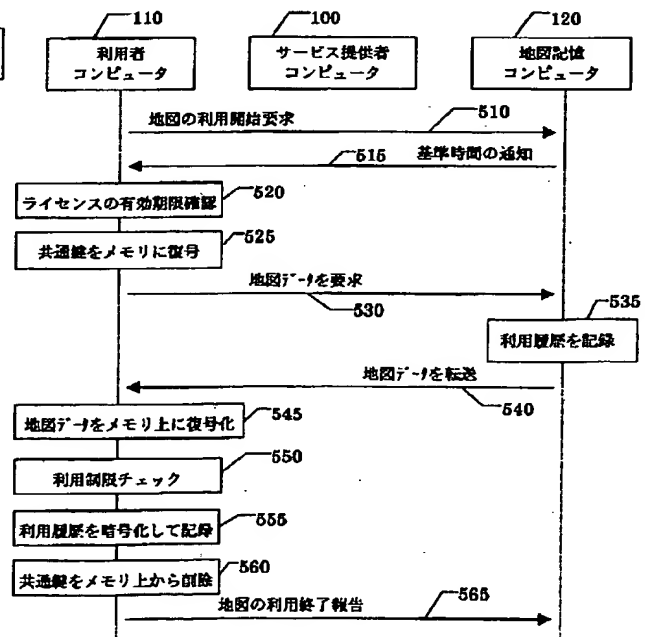 110
100
120
利用者
コンピュータ
サービス提供者
コンピュータ
地図記憶
コンピュータ
地図の利用開始要求
510
515
基準時間の通知
520
ライセンスの有効期限確認
525
共通鍵をメモリに復号
地図データを要求
530
535
利用履歴を記録
地図データを転送
540
545
地図データをメモリ上に復号化
550
利用制限チェック
555
利用履歴を暗号化して記録
560
共通鍵をメモリ上から削除
地図の利用終了報告
565